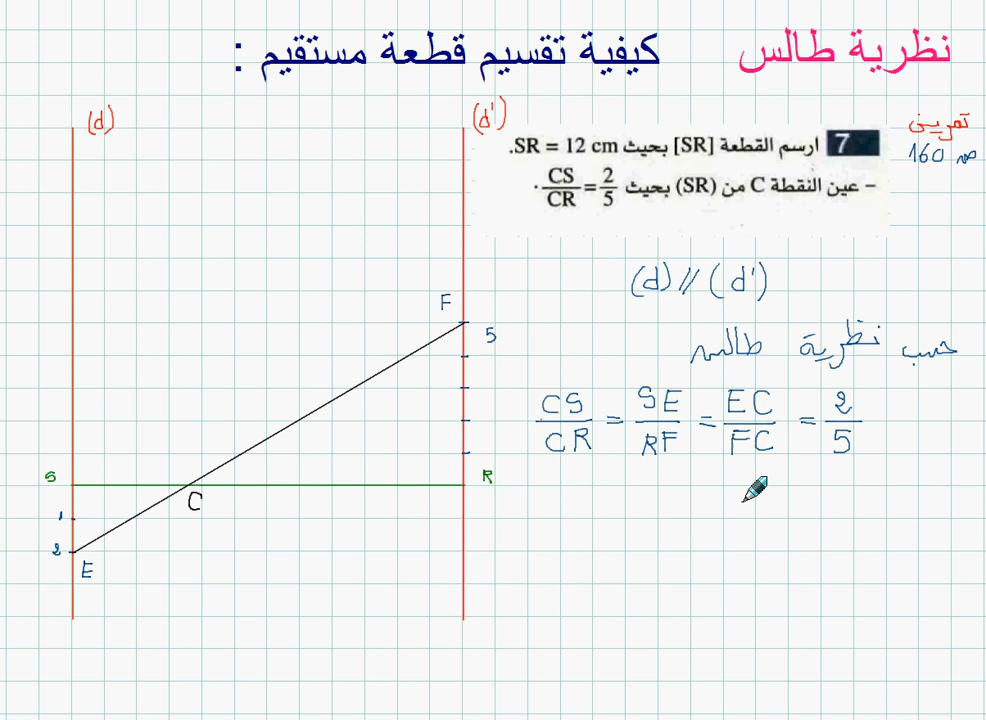 نظرية طالس كيفية تقسيم قطعة مستقيم :
(d) (d')
تمرين 7 ص 160
ارسم القطعة [SR] بحيث SR = 12 cm.
– عين النقطة C من (SR) بحيث CS/CR = 2/5 .
(d) // (d')
حسب نظرية طالس
CS/CR = SE/RF = EC/FC = 2/5
F
5
S R
C
1
2
E